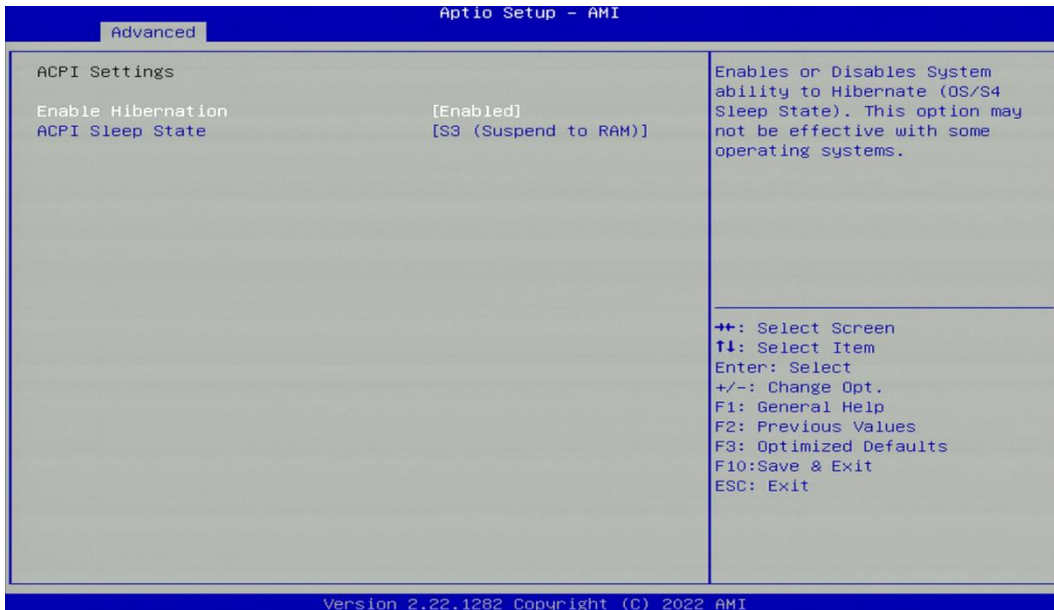 Aptio Setup – AMI
Advanced
ACPI Settings
Enable Hibernation [Enabled]
ACPI Sleep State [S3 (Suspend to RAM)]
Enables or Disables System
ability to Hibernate (OS/S4
Sleep State). This option may
not be effective with some
operating systems.
→←: Select Screen
↑↓: Select Item
Enter: Select
+/-: Change Opt.
F1: General Help
F2: Previous Values
F3: Optimized Defaults
F10:Save & Exit
ESC: Exit
Version 2.22.1282 Copyright (C) 2022 AMI